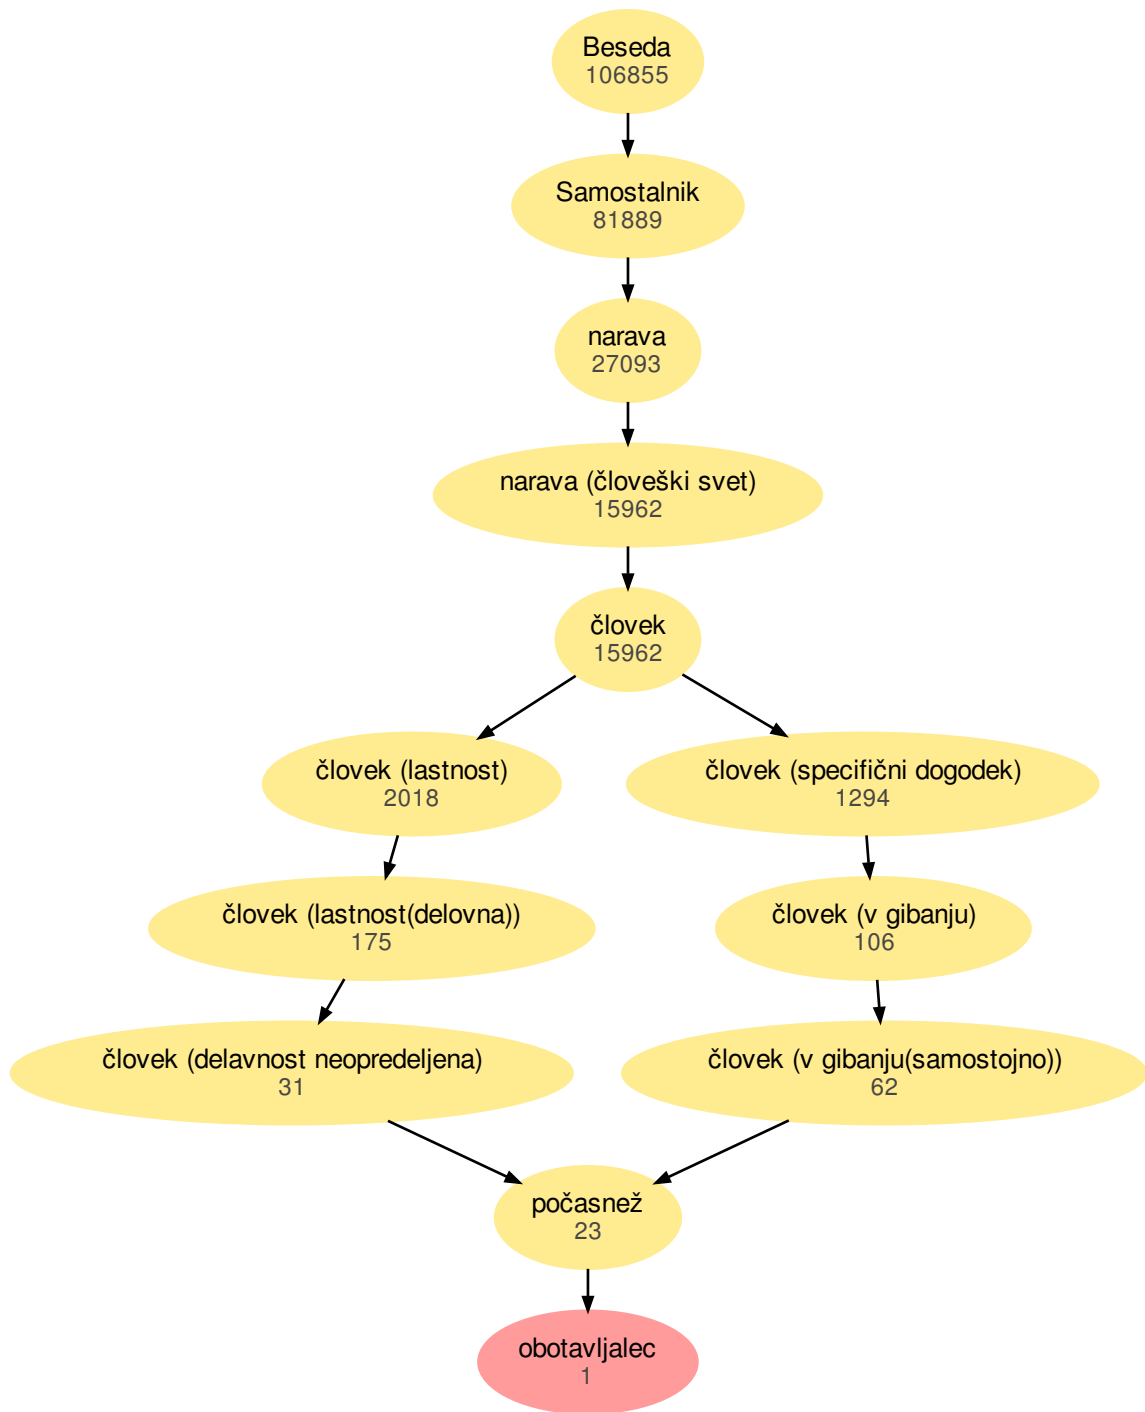 Beseda
106855
Samostalnik
81889
narava
27093
narava (človeški svet)
15962
človek
15962
človek (lastnost)
2018
človek (specifični dogodek)
1294
človek (lastnost(delovna))
175
človek (v gibanju)
106
človek (delavnost neopredeljena)
31
človek (v gibanju(samostojno))
62
počasnež
23
obotavljalec
1